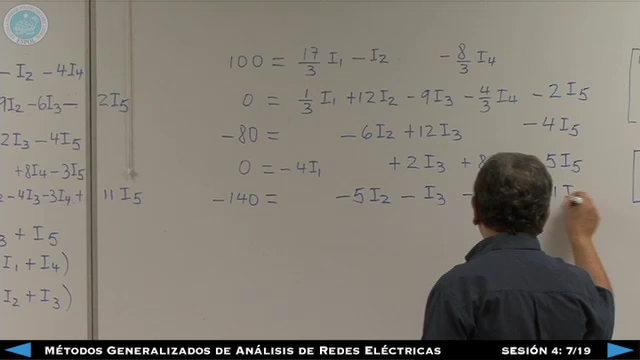 - I2 - 4I4
9I2 - 6I3 - 2I5
2I3 - 4I5
+ 8I4 - 3I5
- 4I3 - 3I4 + 11I5
3 + I5
I1 + I4)
I2 + I3)
100 = 17/3 I1 - I2 - 8/3 I4
0 = 1/3 I1 + 12I2 - 9I3 - 4/3 I4 - 2I5
-80 = - 6I2 + 12I3 - 4I5
0 = - 4I1 + 2I3 + 8 5I5
-140 = - 5I2 - I3 - 1I
MÉTODOS GENERALIZADOS DE ANÁLISIS DE REDES ELÉCTRICAS SESIÓN 4: 7/19